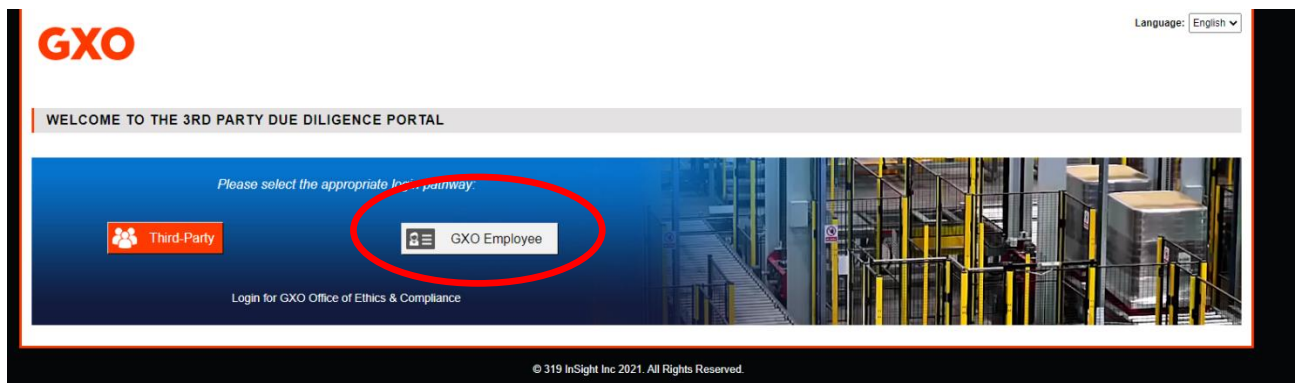 Language: English
GXO
WELCOME TO THE 3RD PARTY DUE DILIGENCE PORTAL
Please select the appropriate login pathway:
Third-Party
GXO Employee
Login for GXO Office of Ethics & Compliance
© 319 InSight Inc 2021. All Rights Reserved.